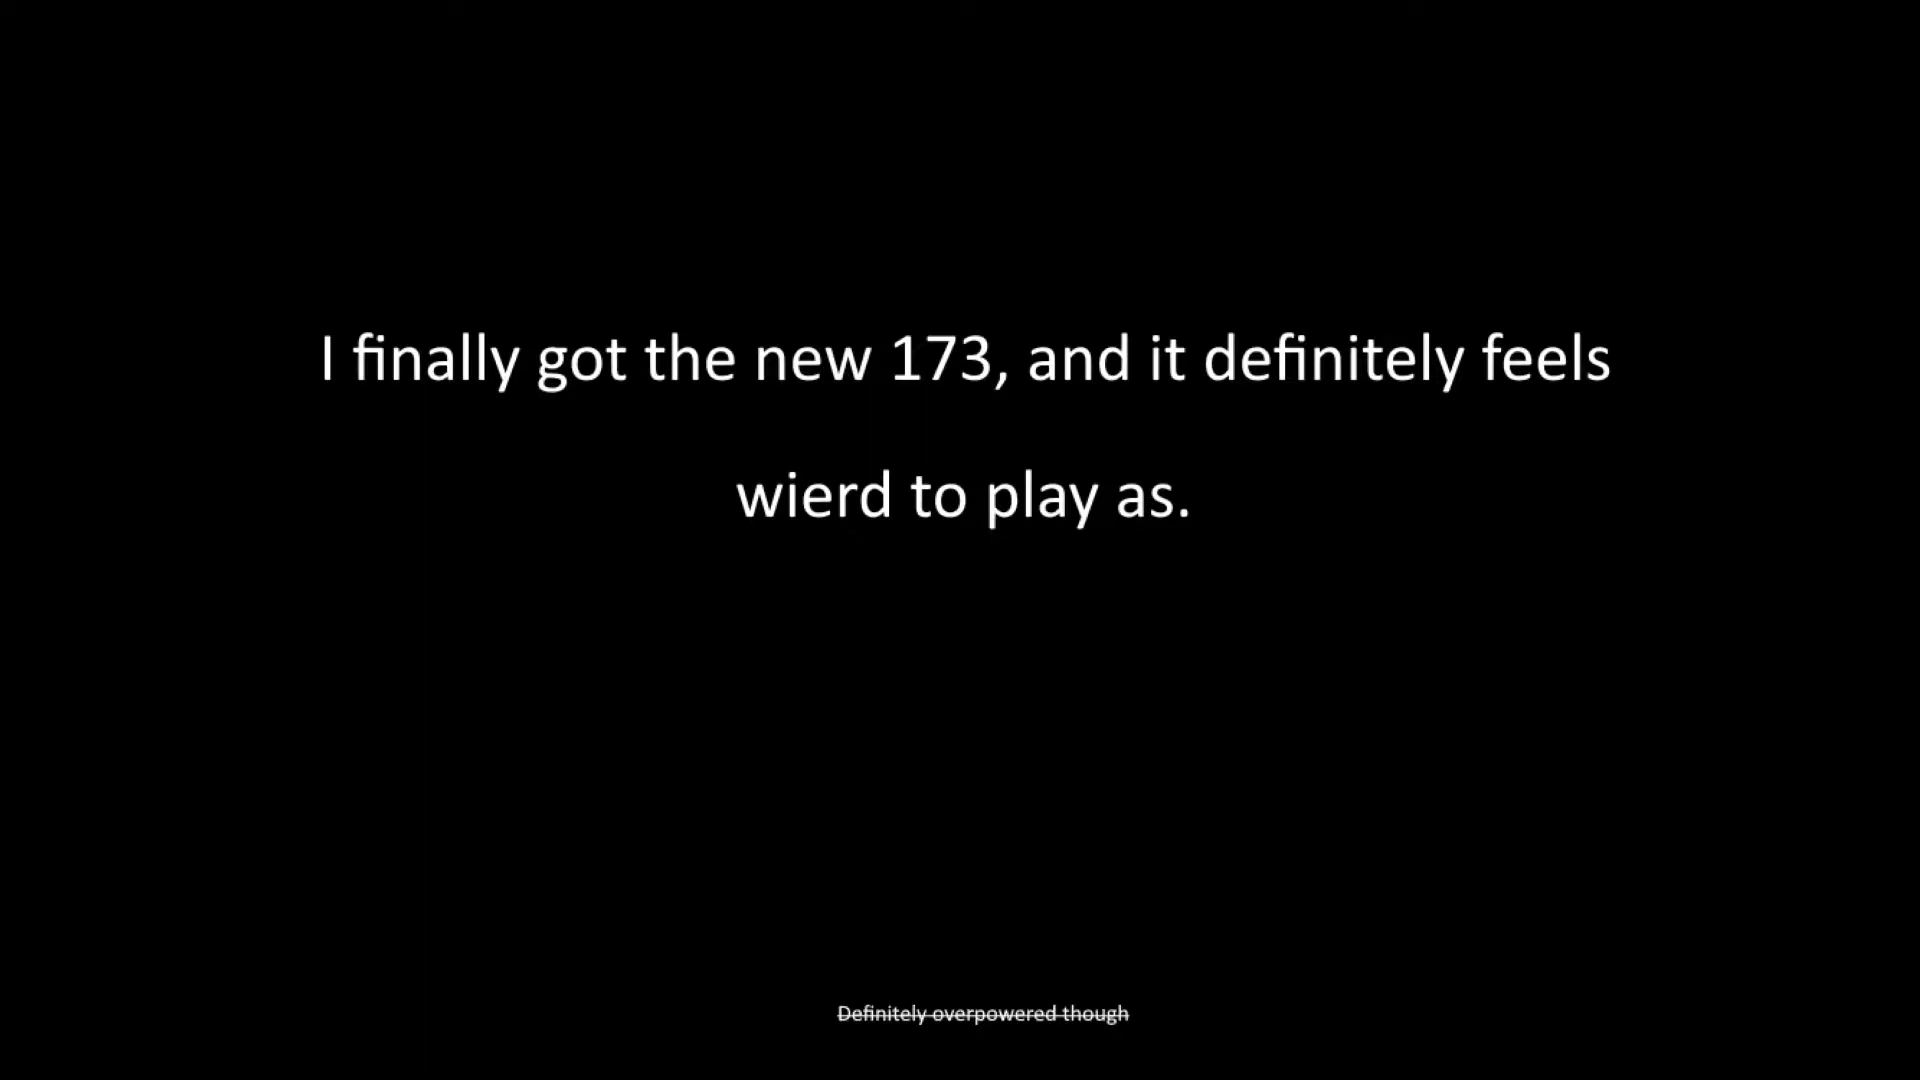 I finally got the new 173, and it definitely feels
wierd to play as.
Definitely overpowered though